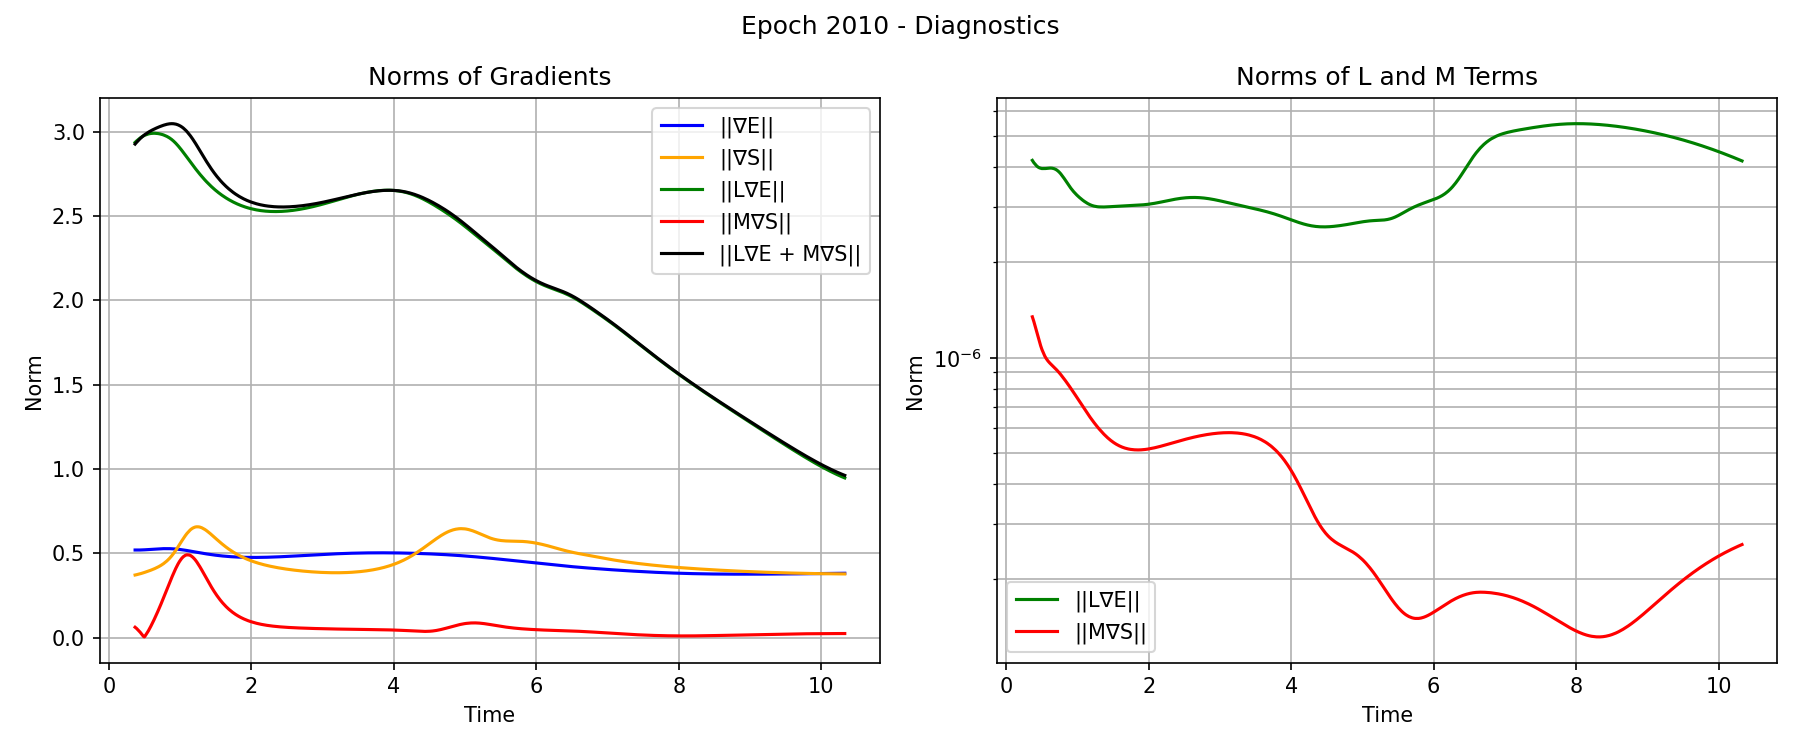 Epoch 2010 - Diagnostics
Norms of Gradients
3.0
2.5
2.0
1.5
1.0
0.5
0.0
Norm
0 2 4 6 8 10
Time
||∇E||
||∇S||
||L∇E||
||M∇S||
||L∇E + M∇S||
Norms of L and M Terms
10⁻⁶
Norm
0 2 4 6 8 10
Time
||L∇E||
||M∇S||